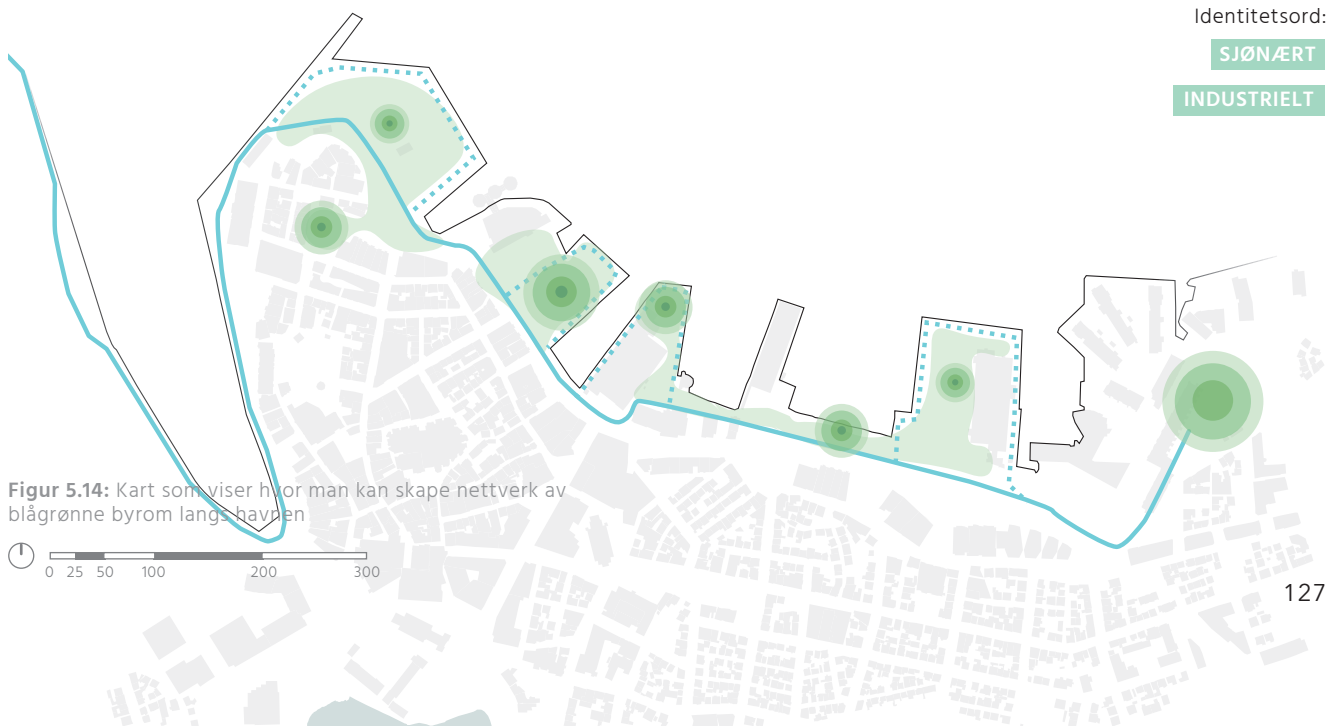 Identitetsord:
SJØNÆRT
INDUSTRIELT
Figur 5.14: Kart som viser hvor man kan skape nettverk av
blågrønne byrom langs havnen
0 25 50 100 200 300
127